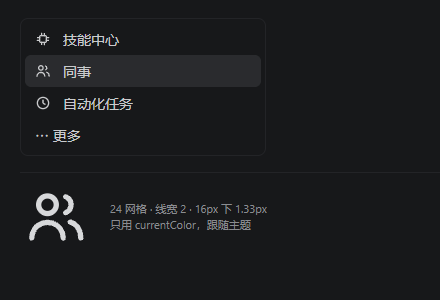 技能中心
同事
自动化任务
··· 更多
24 网格 · 线宽 2 · 16px 下 1.33px
只用 currentColor，跟随主题